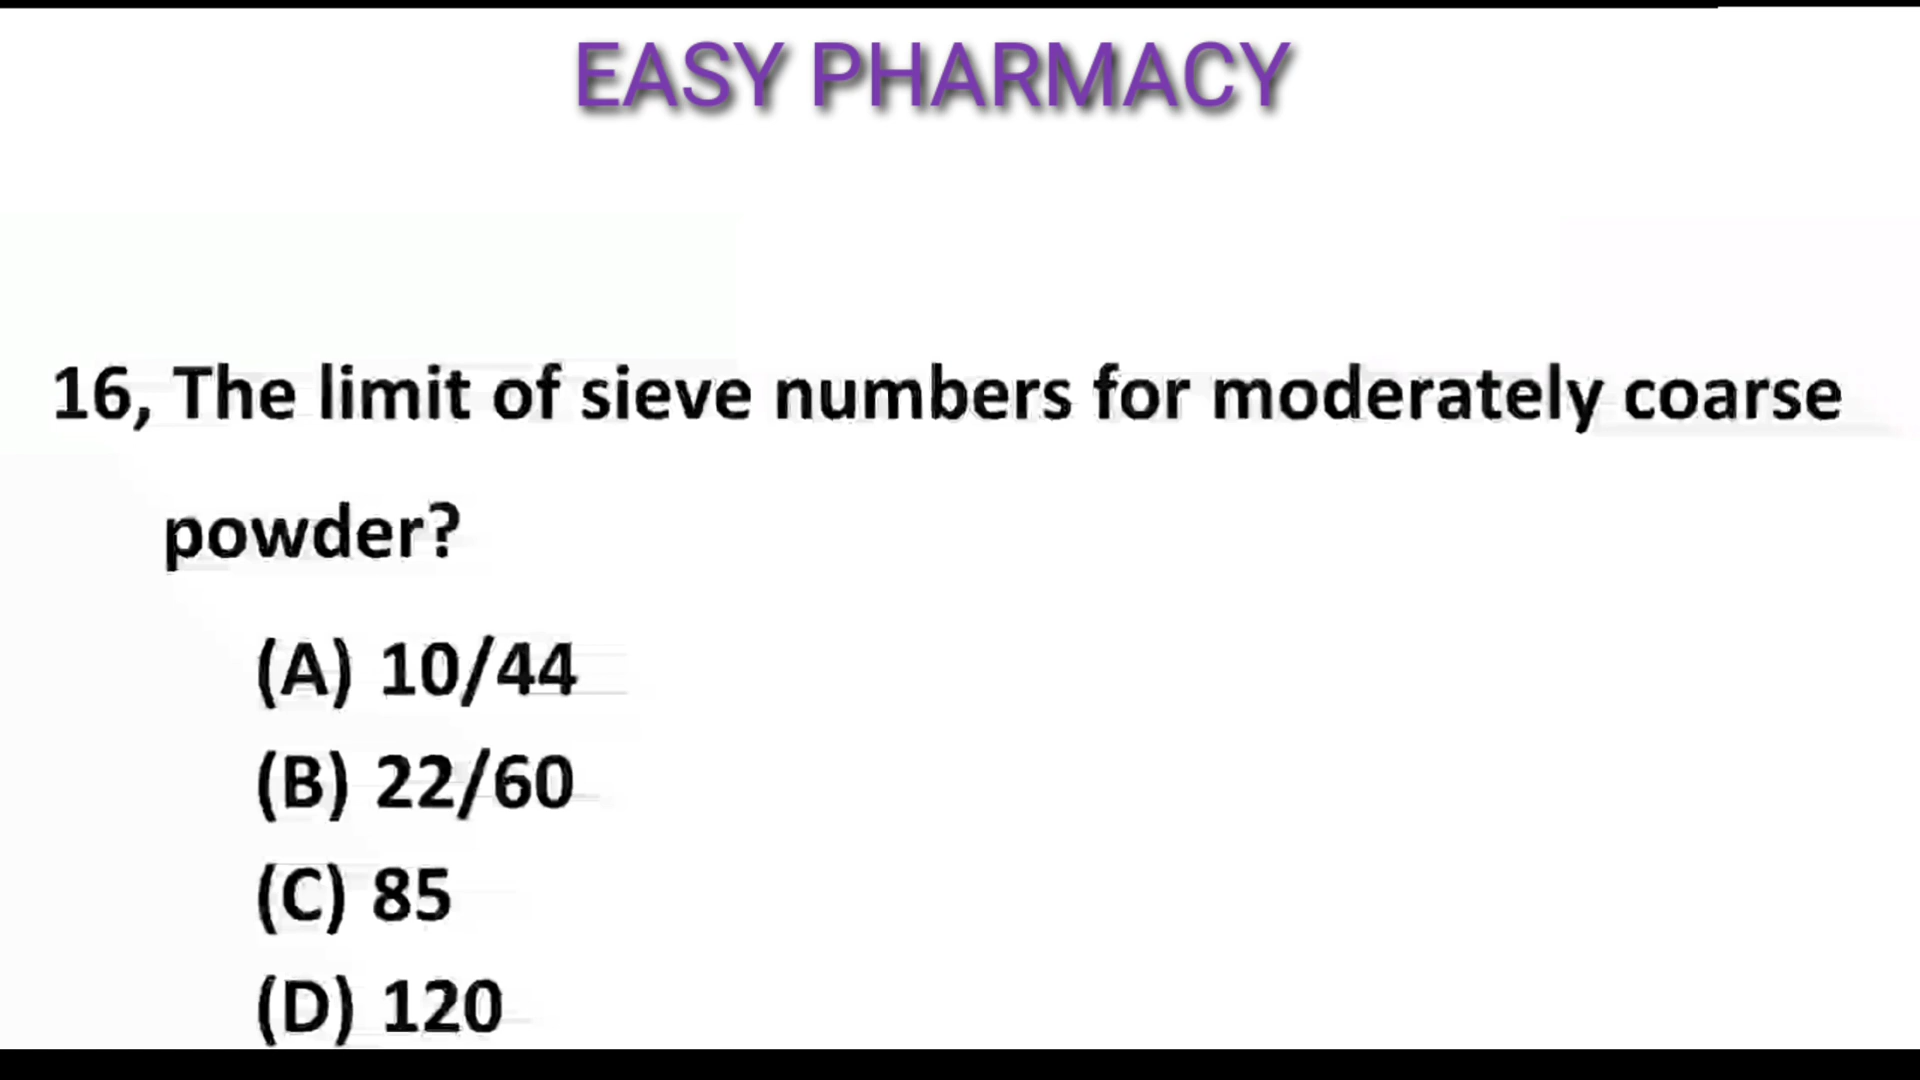 EASY PHARMACY
16, The limit of sieve numbers for moderately coarse
powder?
(A) 10/44
(B) 22/60
(C) 85
(D) 120